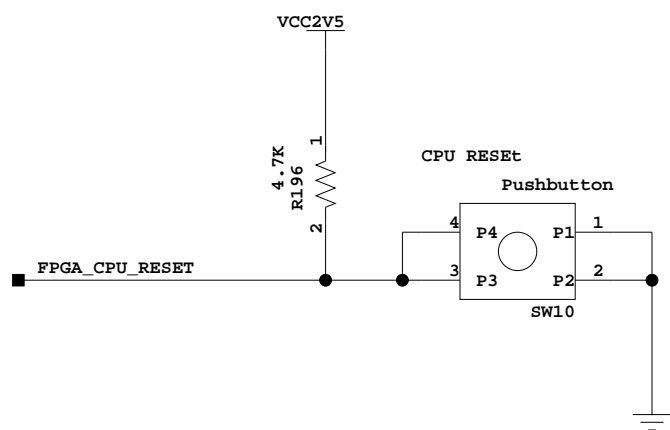 VCC2V5
1
4.7K
R196
2
CPU RESEt
Pushbutton
4 P4 P1 1
FPGA_CPU_RESET
3 P3 P2 2
SW10